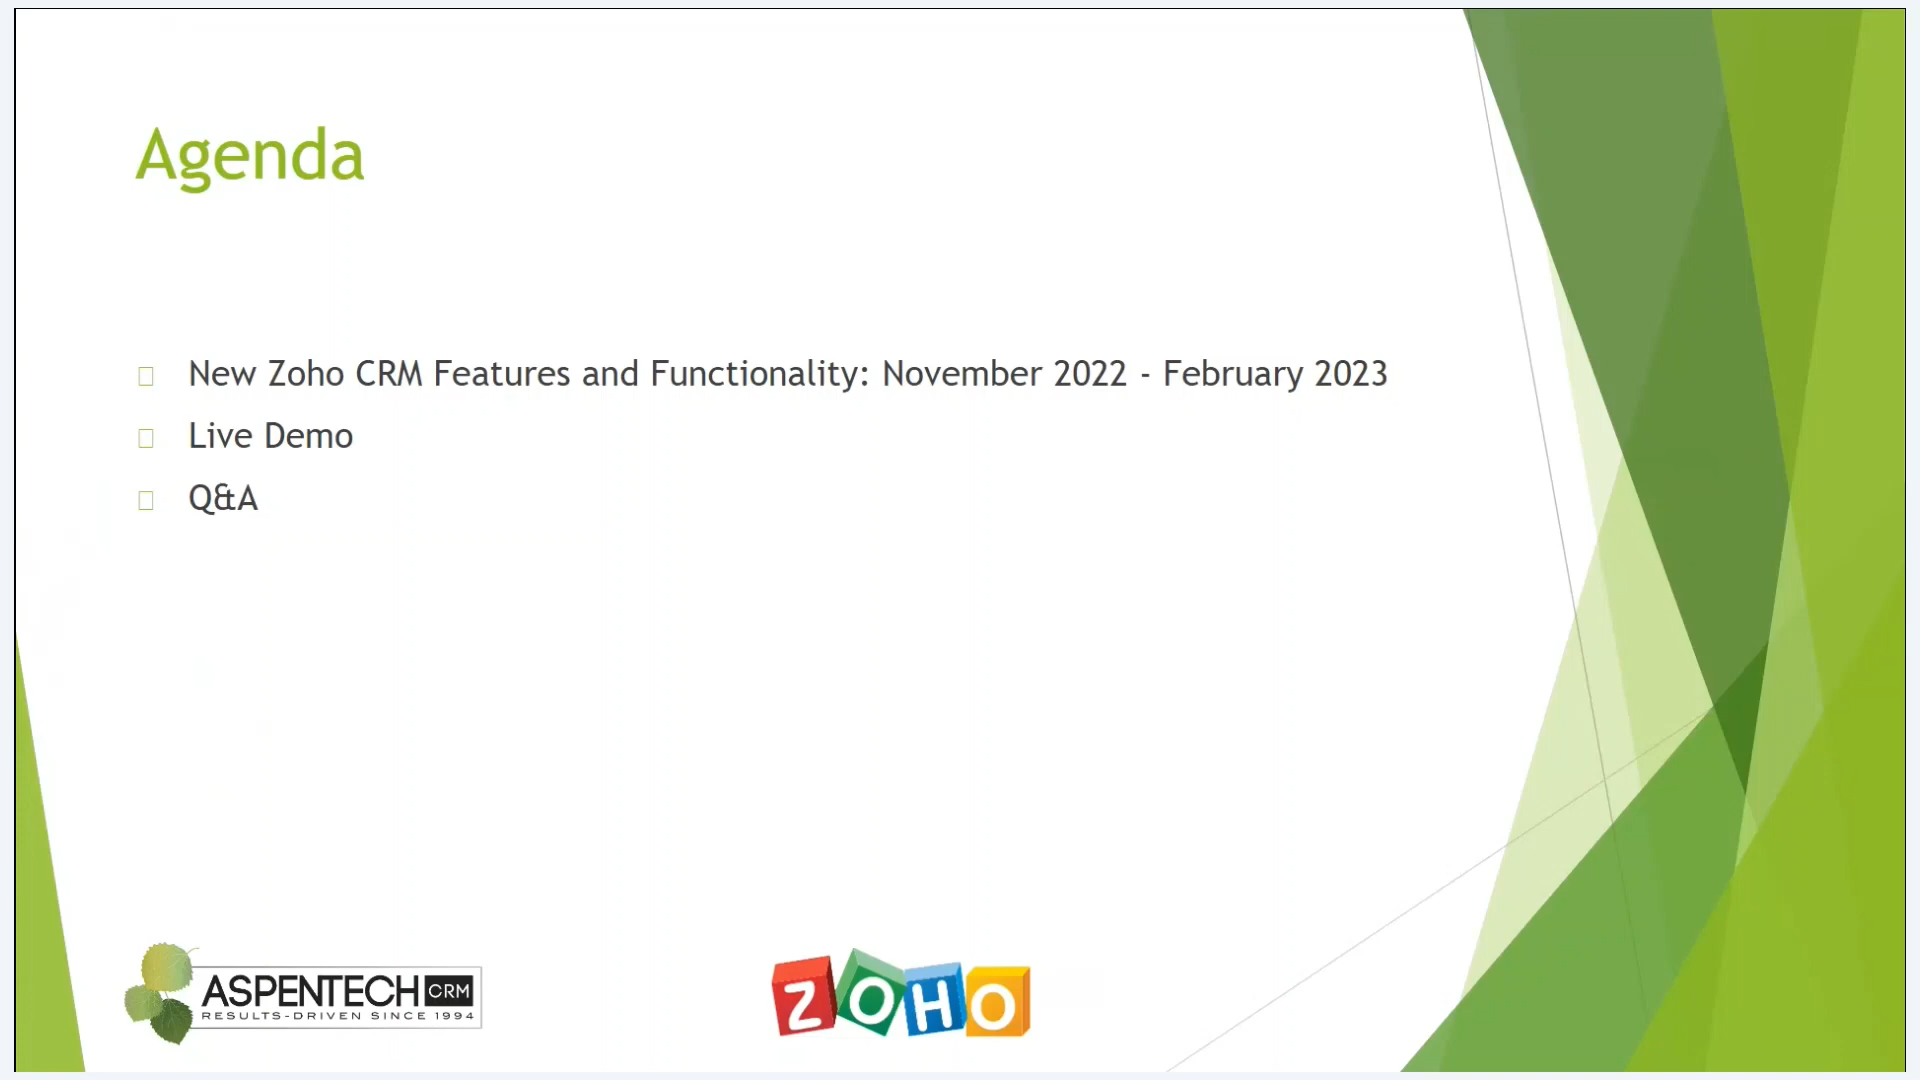 Agenda
New Zoho CRM Features and Functionality: November 2022 - February 2023
Live Demo
Q&A
ASPENTECH CRM
RESULTS-DRIVEN SINCE 1994
ZOHO